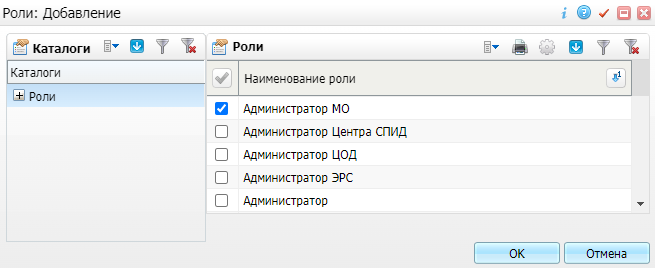 Роли: Добавление
Каталоги
Каталоги
Роли
Роли
Наименование роли
1
Администратор МО
Администратор Центра СПИД
Администратор ЦОД
Администратор ЭРС
Администратор
OK
Отмена